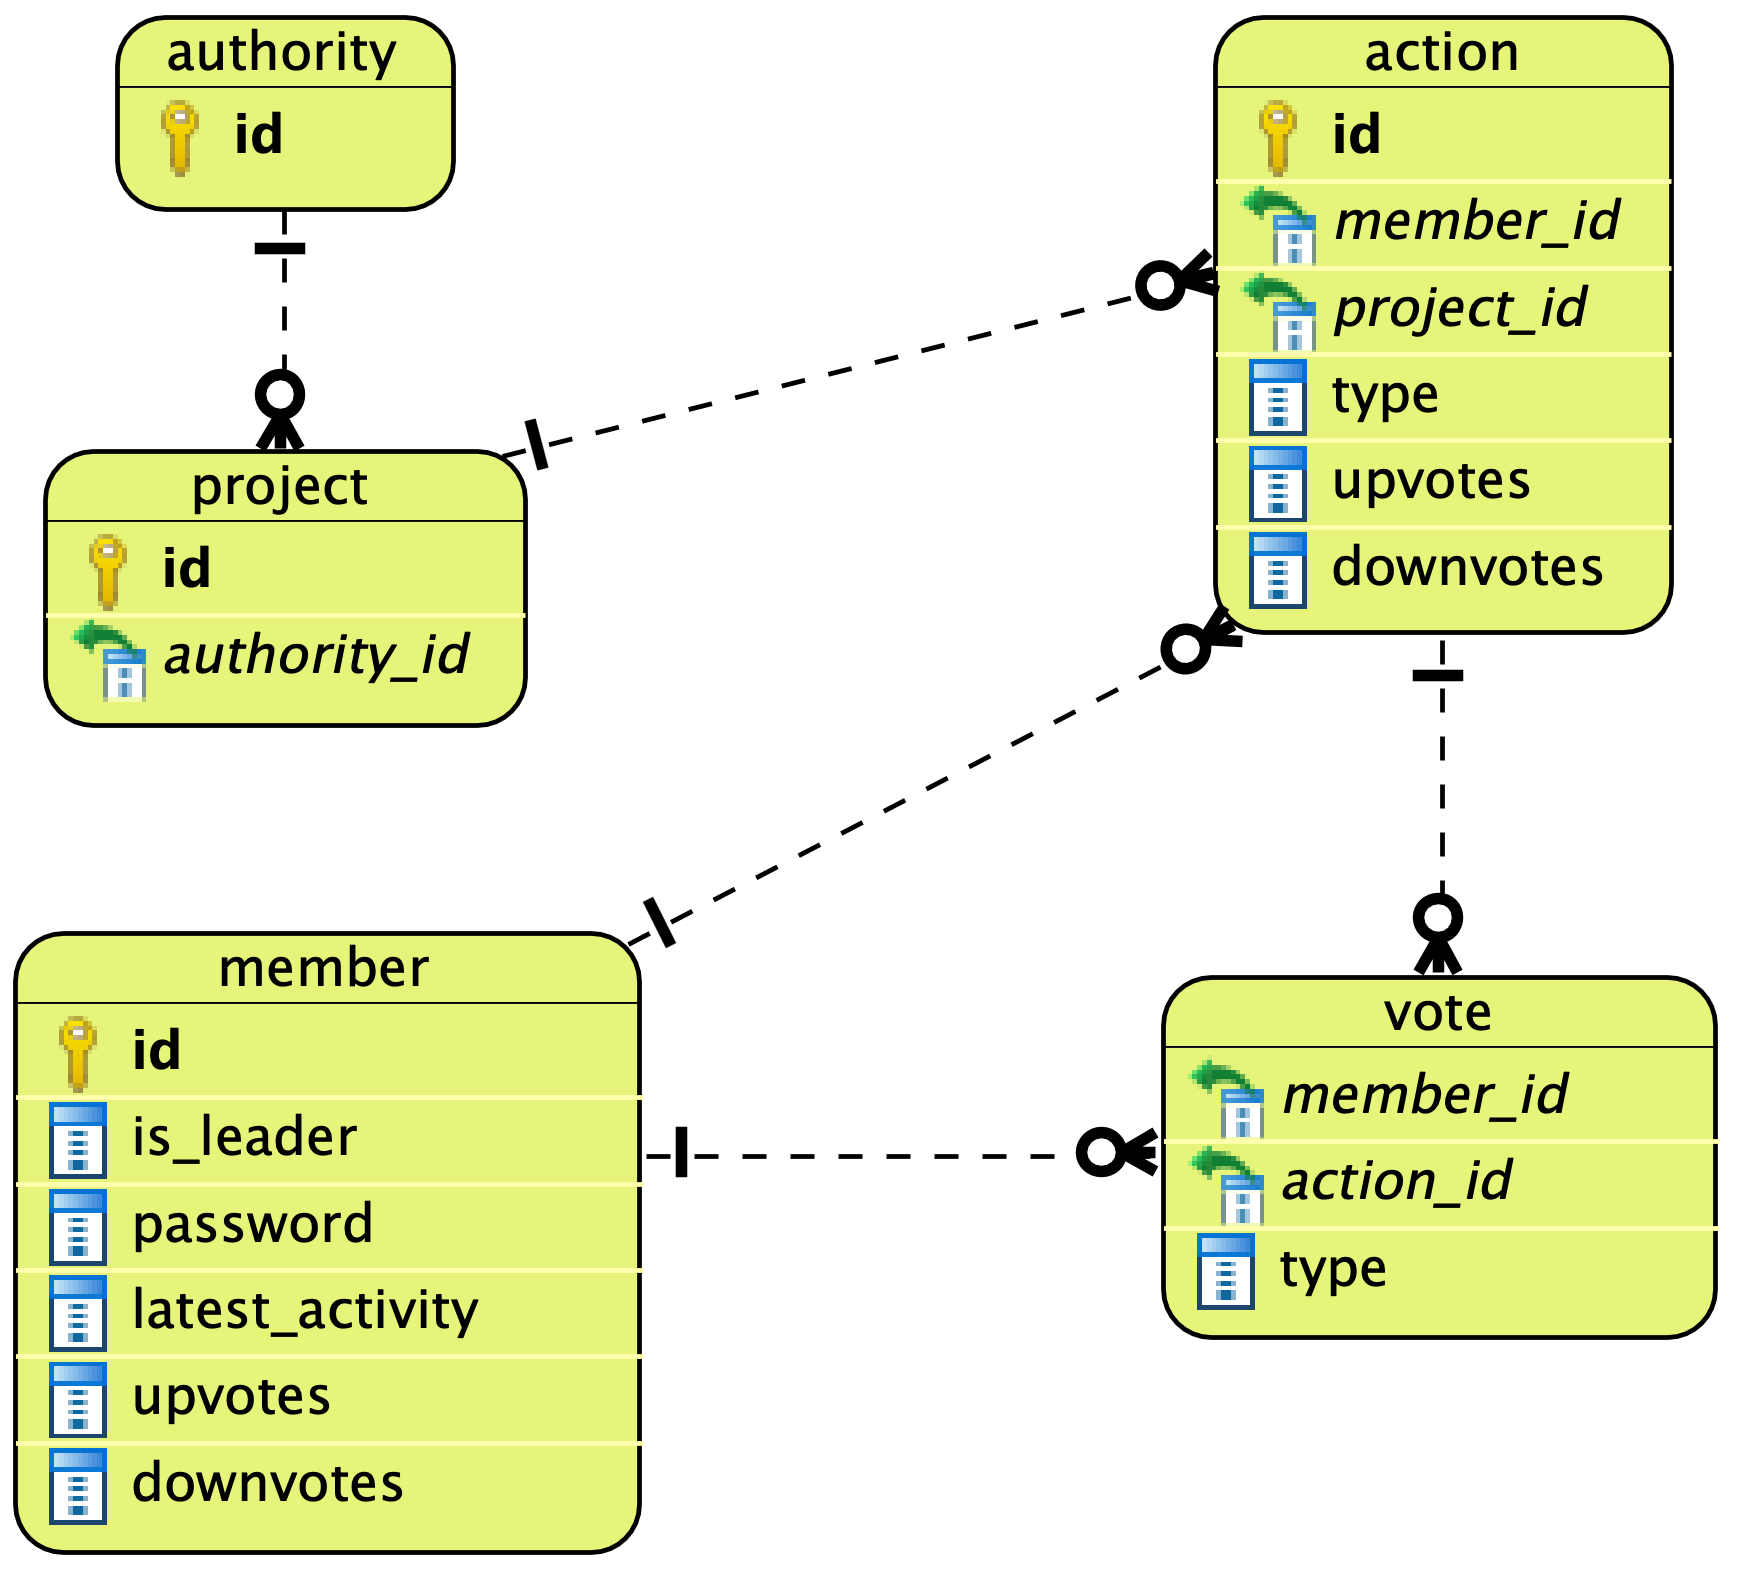 authority
id
project
id
authority_id
action
id
member_id
project_id
type
upvotes
downvotes
member
id
is_leader
password
latest_activity
upvotes
downvotes
vote
member_id
action_id
type